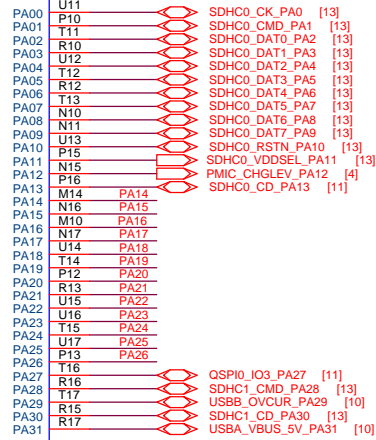 PA00 U11 SDHC0_CK_PA0 [13]
PA01 P10 SDHC0_CMD_PA1 [13]
PA02 T11 SDHC0_DAT0_PA2 [13]
PA03 R10 SDHC0_DAT1_PA3 [13]
PA04 U12 SDHC0_DAT2_PA4 [13]
PA05 T12 SDHC0_DAT3_PA5 [13]
PA06 R12 SDHC0_DAT4_PA6 [13]
PA07 T13 SDHC0_DAT5_PA7 [13]
PA08 N10 SDHC0_DAT6_PA8 [13]
PA09 N11 SDHC0_DAT7_PA9 [13]
PA10 U13 SDHC0_RSTN_PA10 [13]
PA11 P15 SDHC0_VDDSEL_PA11 [13]
PA12 N15 PMIC_CHGLEV_PA12 [4]
PA13 P16 SDHC0_CD_PA13 [11]
PA14 M14 PA14
PA15 N16 PA15
PA16 M10 PA16
PA17 N17 PA17
PA18 U14 PA18
PA19 T14 PA19
PA20 P12 PA20
PA21 R13 PA21
PA22 U15 PA22
PA23 U16 PA23
PA24 T15 PA24
PA25 U17 PA25
PA26 P13 PA26
PA27 T16 QSPI0_IO3_PA27 [11]
PA28 R16 SDHC1_CMD_PA28 [13]
PA29 T17 USBB_OVCUR_PA29 [10]
PA30 R15 SDHC1_CD_PA30 [13]
PA31 R17 USBA_VBUS_5V_PA31 [10]